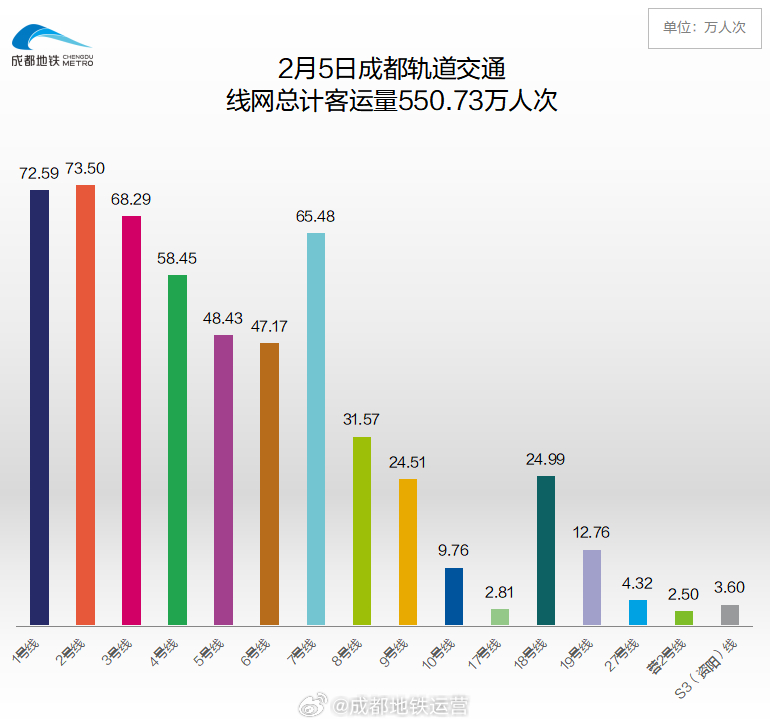 成都地铁 CHENGDU METRO
单位：万人次
2月5日成都轨道交通
线网总计客运量550.73万人次
72.59
73.50
68.29
58.45
48.43
47.17
65.48
31.57
24.51
9.76
2.81
24.99
12.76
4.32
2.50
3.60
1号线
2号线
3号线
4号线
5号线
6号线
7号线
8号线
9号线
10号线
17号线
18号线
19号线
27号线
蓉2号线
S3（资阳）线
@成都地铁运营